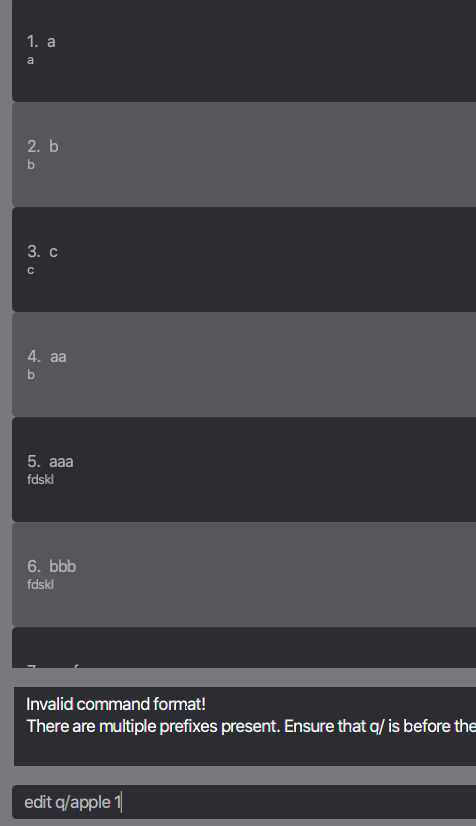 1. a
a
2. b
b
3. c
c
4. aa
b
5. aaa
fdskl
6. bbb
fdskl
Invalid command format!
There are multiple prefixes present. Ensure that q/ is before the
edit q/apple 1